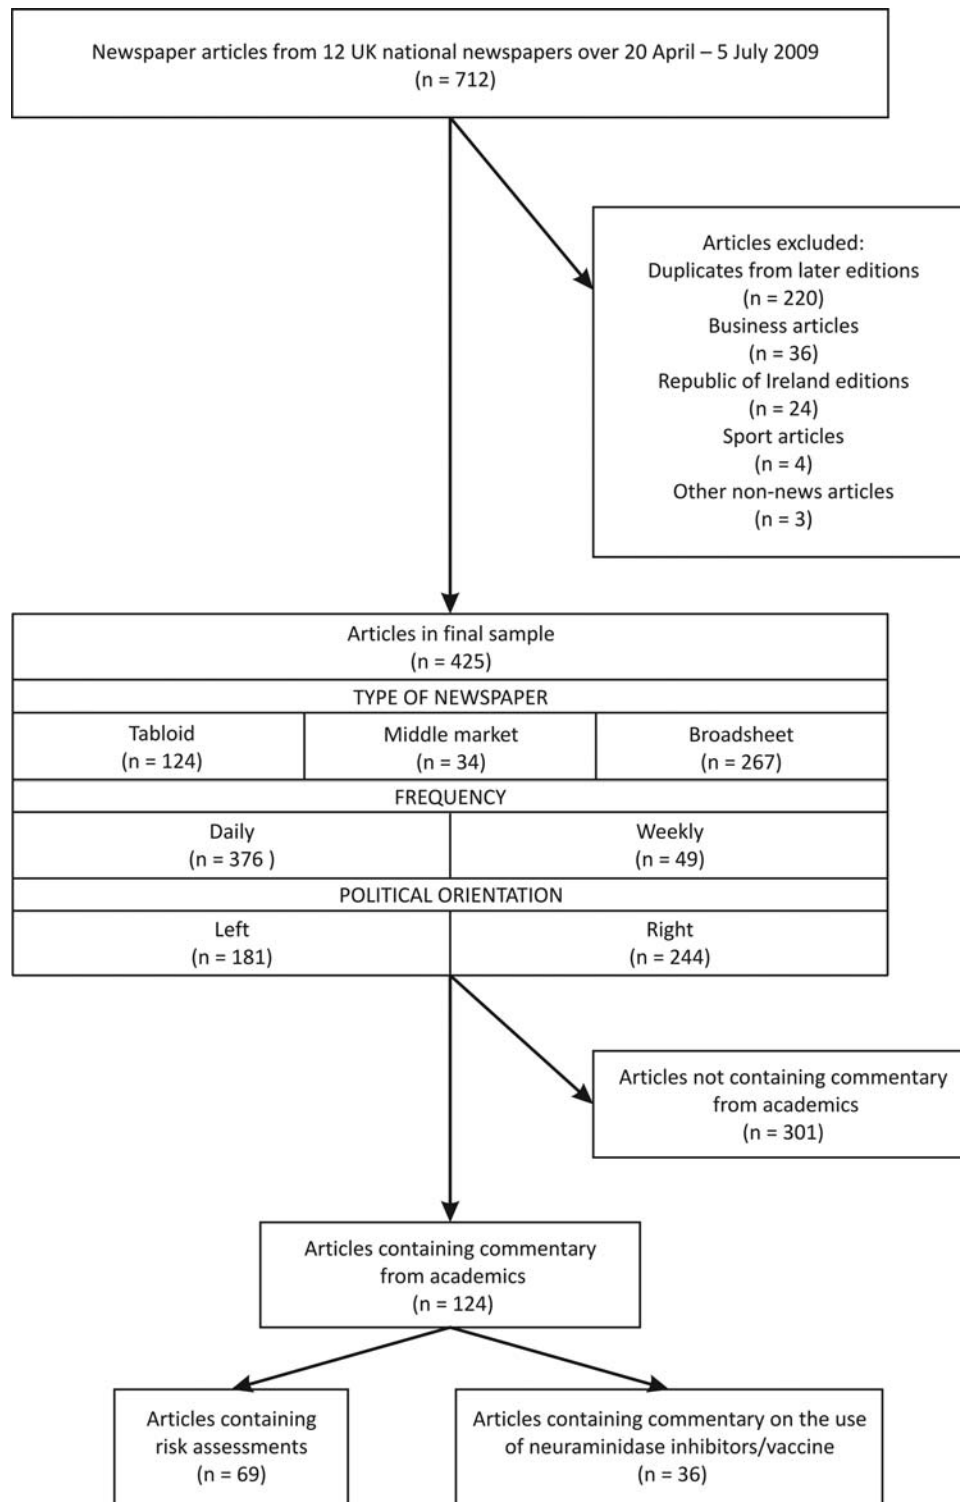 Newspaper articles from 12 UK national newspapers over 20 April – 5 July 2009
(n = 712)
Articles excluded:
Duplicates from later editions
(n = 220)
Business articles
(n = 36)
Republic of Ireland editions
(n = 24)
Sport articles
(n = 4)
Other non-news articles
(n = 3)
Articles in final sample
(n = 425)
TYPE OF NEWSPAPER
Tabloid
(n = 124)
Middle market
(n = 34)
Broadsheet
(n = 267)
FREQUENCY
Daily
(n = 376 )
Weekly
(n = 49)
POLITICAL ORIENTATION
Left
(n = 181)
Right
(n = 244)
Articles not containing commentary
from academics
(n = 301)
Articles containing commentary
from academics
(n = 124)
Articles containing
risk assessments
(n = 69)
Articles containing commentary on the use
of neuraminidase inhibitors/vaccine
(n = 36)